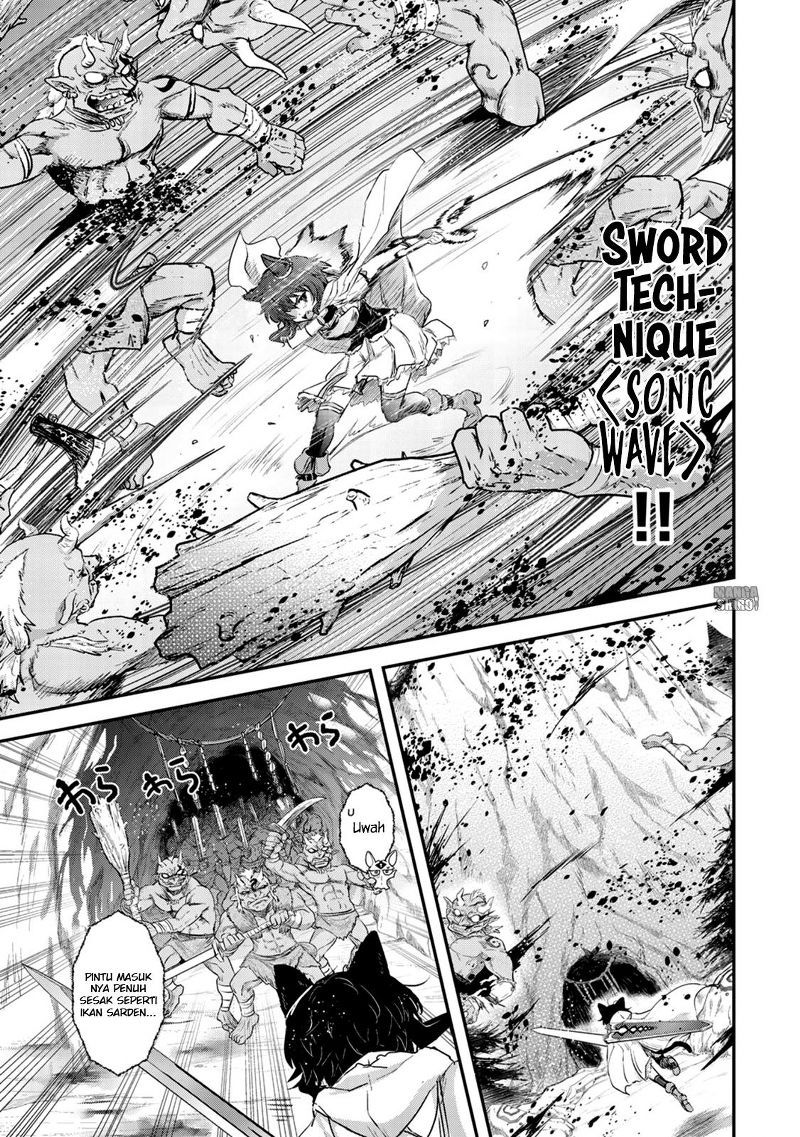 SWORD
TECH-
NIQUE
<SONIC
WAVE>
!!
MANGA
わら
わら
わら
U
Uwah
PINTU MASUK
NYA PENUH
SESAK SEPERTI
IKAN SARDEN...